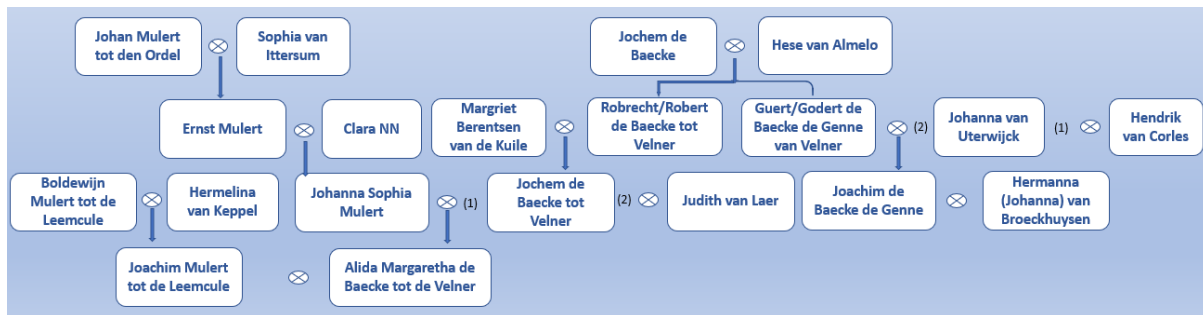 Johan Mulert
tot den Ordel
Sophia van
Ittersum
Jochem de
Baecke
Hese van Almelo
Ernst Mulert
Clara NN
Margriet
Berentsen
van de Kuile
Robrecht/Robert
de Baecke tot
Velner
Guert/Godert de
Baecke de Genne
van Velner
(2)
Johanna van
Uterwijck
(1)
Hendrik
van Corles
Boldewijn
Mulert tot de
Leemcule
Hermelina
van Keppel
Johanna Sophia
Mulert
(1)
Jochem de
Baecke tot
Velner
(2)
Judith van Laer
Joachim de
Baecke de Genne
Hermanna
(Johanna) van
Broeckhuysen
Joachim Mulert
tot de Leemcule
Alida Margaretha de
Baecke tot de Velner